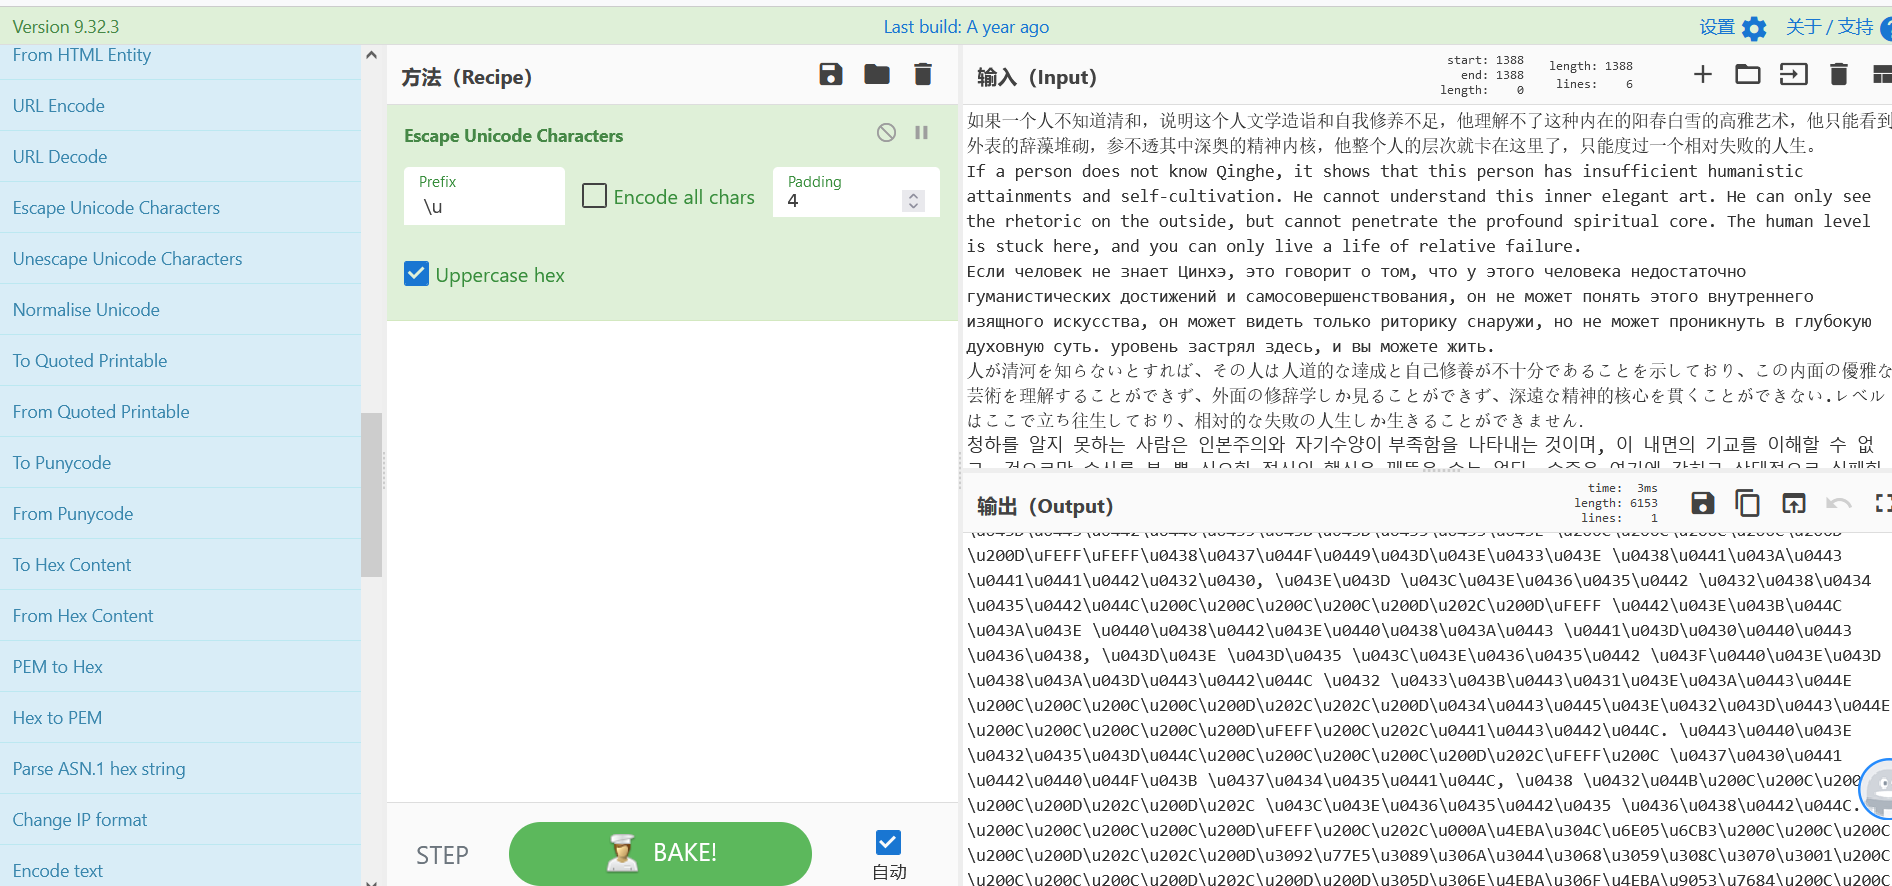 Version 9.32.3
Last build: A year ago
设置
关于 / 支持
From HTML Entity
URL Encode
URL Decode
Escape Unicode Characters
Unescape Unicode Characters
Normalise Unicode
To Quoted Printable
From Quoted Printable
To Punycode
From Punycode
To Hex Content
From Hex Content
PEM to Hex
Hex to PEM
Parse ASN.1 hex string
Change IP format
Encode text
方法（Recipe）
Escape Unicode Characters
Prefix
\u
Encode all chars
Padding
4
Uppercase hex
STEP
BAKE!
自动
输入（Input）
start: 1388
end: 1388
length: 0
length: 1388
lines: 6
如果一个人不知道清和，说明这个人文学造诣和自我修养不足，他理解不了这种内在的阳春白雪的高雅艺术，他只能看到
外表的辞藻堆砌，参不透其中深奥的精神内核，他整个人的层次就卡在这里了，只能度过一个相对失败的人生。
If a person does not know Qinghe, it shows that this person has insufficient humanistic
attainments and self-cultivation. He cannot understand this inner elegant art. He can only see
the rhetoric on the outside, but cannot penetrate the profound spiritual core. The human level
is stuck here, and you can only live a life of relative failure.
Если человек не знает Цинхэ, это говорит о том, что у этого человека недостаточно
гуманистических достижений и самосовершенствования, он не может понять этого внутреннего
изящного искусства, он может видеть только риторику снаружи, но не может проникнуть в глубокую
духовную суть. уровень застрял здесь, и вы можете жить.
人が清河を知らないとすれば、その人は人道的な達成と自己修養が不十分であることを示しており、この内面の優雅な
芸術を理解することができず、外面の修辞学しか見ることができず、深遠な精神的核心を貫くことができない.レベル
はここで立ち往生しており、相対的な失敗の人生しか生きることができません.
청하를 알지 못하는 사람은 인본주의와 자기수양이 부족함을 나타내는 것이며, 이 내면의 기교를 이해할 수 없
输出（Output）
time: 3ms
length: 6153
lines: 1
\u200D\uFEFF\uFEFF\u0438\u0437\u044F\u0449\u043D\u043E\u0433\u043E \u0438\u0441\u043A\u0443
\u0441\u0441\u0442\u0432\u0430, \u043E\u043D \u043C\u043E\u0436\u0435\u0442 \u0432\u0438\u0434
\u0435\u0442\u044C\u200C\u200C\u200C\u200C\u200D\u202C\u200D\uFEFF \u0442\u043E\u043B\u044C
\u043A\u043E \u0440\u0438\u0442\u043E\u0440\u0438\u043A\u0443 \u0441\u043D\u0430\u0440\u0443
\u0436\u0438, \u043D\u043E \u043D\u0435 \u043C\u043E\u0436\u0435\u0442 \u043F\u0440\u043E\u043D
\u0438\u043A\u043D\u0443\u0442\u044C \u0432 \u0433\u043B\u0443\u0431\u043E\u043A\u0443\u044E
\u200C\u200C\u200C\u200C\u200D\u202C\u202C\u200D\u0434\u0443\u0445\u043E\u0432\u043D\u0443\u044E
\u200C\u200C\u200C\u200C\u200D\uFEFF\u200C\u202C\u0441\u0443\u0442\u044C. \u0443\u0440\u043E
\u0432\u0435\u043D\u044C\u200C\u200C\u200C\u200C\u200D\u202C\uFEFF\u200C \u0437\u0430\u0441
\u0442\u0440\u044F\u043B \u0437\u0434\u0435\u0441\u044C, \u0438 \u0432\u044B\u200C\u200C\u200
\u200C\u200D\u202C\u200D\u202C \u043C\u043E\u0436\u0435\u0442\u0435 \u0436\u0438\u0442\u044C.
\u200C\u200C\u200C\u200C\u200D\uFEFF\u200C\u202C\u000A\u4EBA\u304C\u6E05\u6CB3\u200C\u200C\u200C
\u200C\u200D\u202C\u202C\u200D\u3092\u77E5\u3089\u306A\u3044\u3068\u3059\u308C\u3070\u3001\u200C
\u200C\u200C\u200C\u200D\u202C\u200D\u200D\u305D\u306E\u4EBA\u306F\u4EBA\u9053\u7684\u200C\u200C